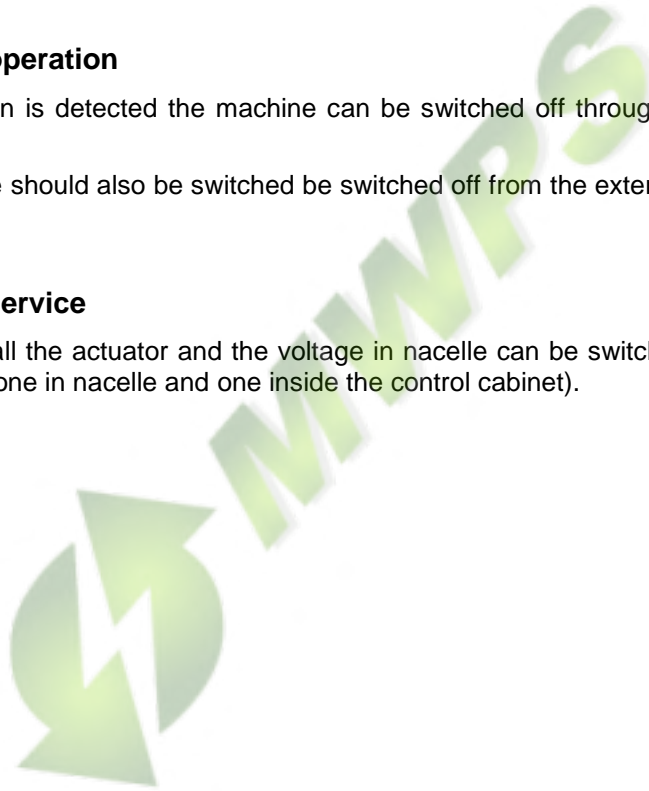 operation
n is detected the machine can be switched off throug
e should also be switched be switched off from the exter
ervice
all the actuator and the voltage in nacelle can be switch
one in nacelle and one inside the control cabinet).
MWPS